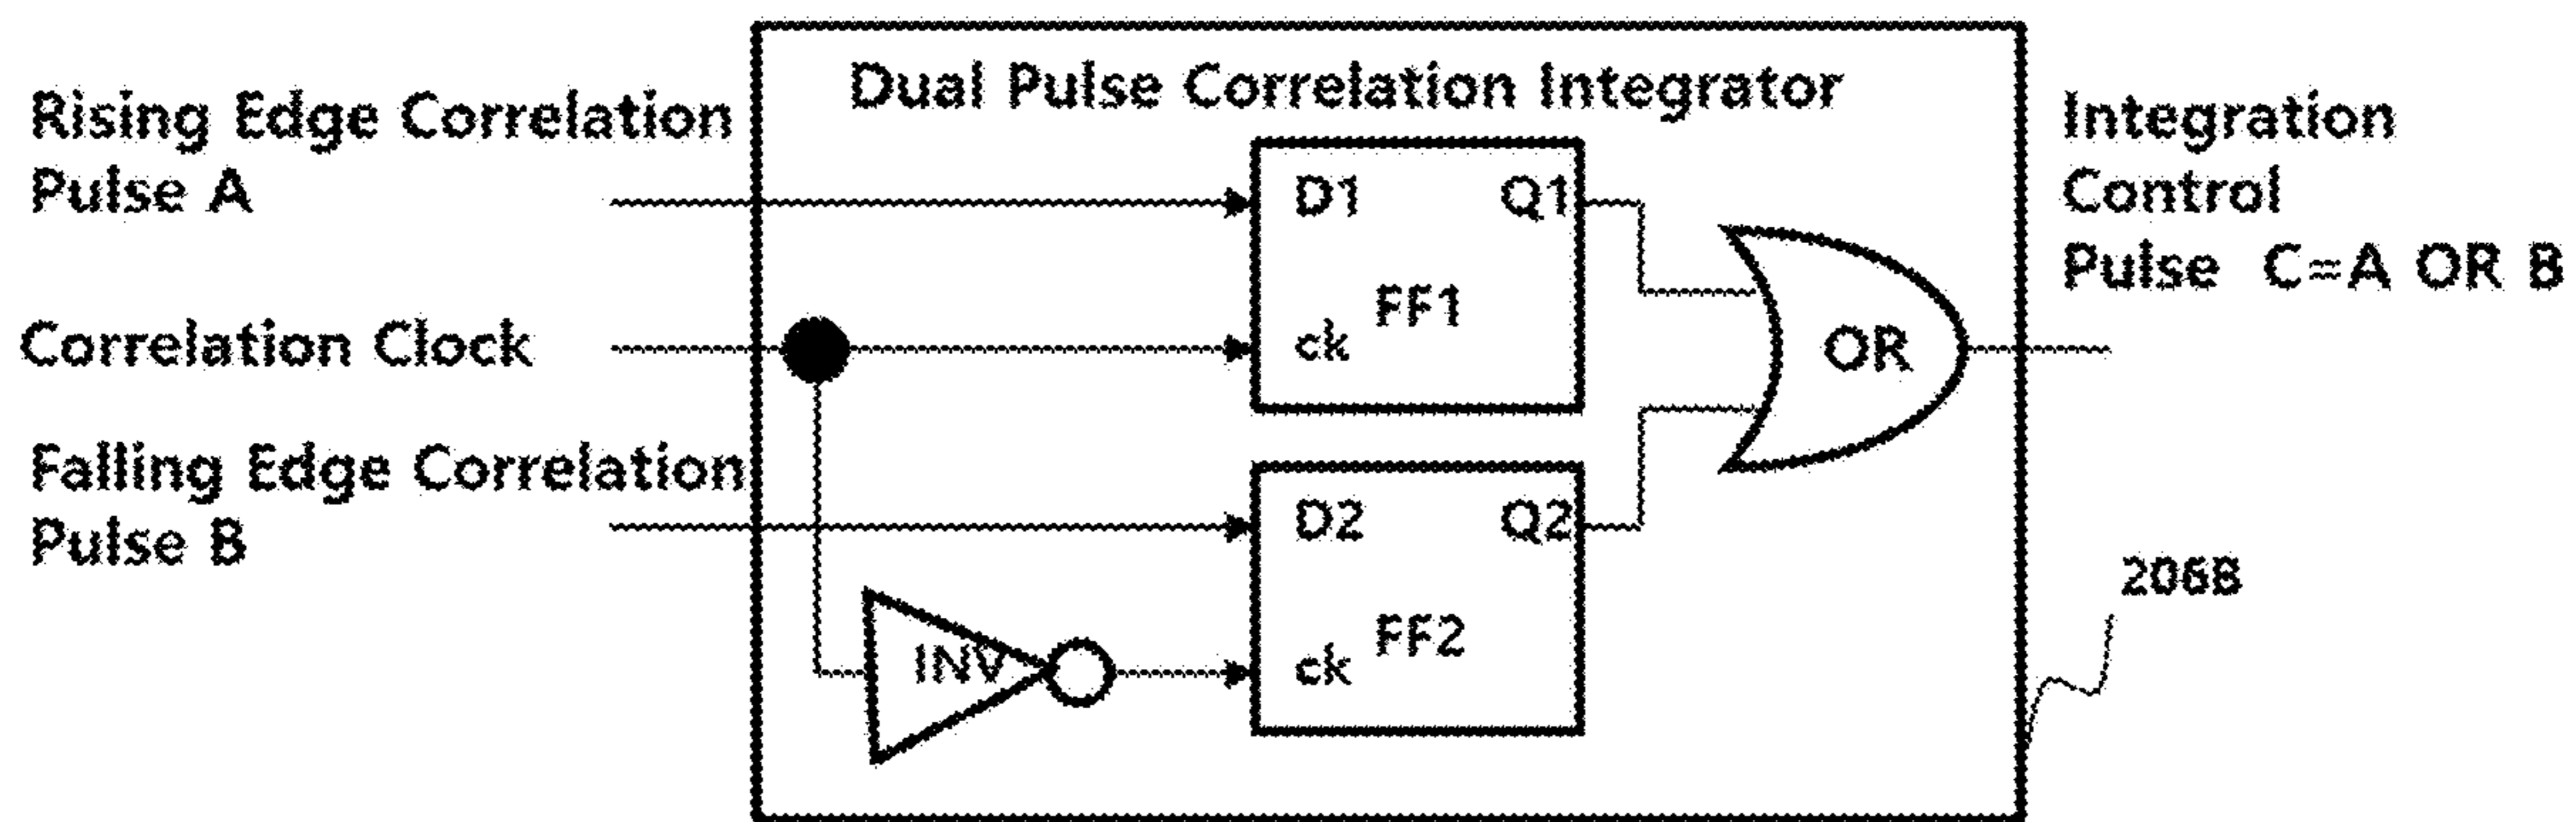 Dual Pulse Correlation Integrator
Rising Edge Correlation
Pulse A
Correlation Clock
Falling Edge Correlation
Pulse B
D1 Q1
FF1
ck
D2 Q2
FF2
ck
INV
OR
Integration
Control
Pulse C=A OR B
206B